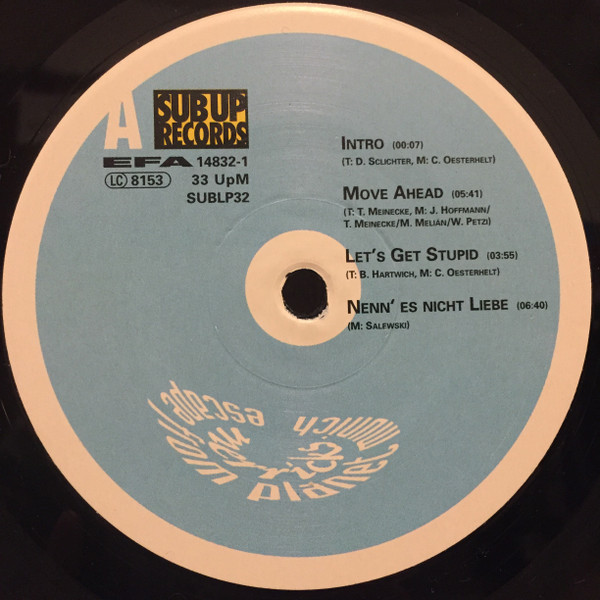 A
SUB UP
RECORDS
EFA 14832-1
LC 8153
33 UpM
SUBLP32
INTRO (00:07)
(T: D. SCLICHTER, M: C. OESTERHELT)
MOVE AHEAD (05:41)
(T: T. MEINECKE, M: J. HOFFMANN/
T. MEINECKE/M. MELIÁN/W. PETZI)
LET'S GET STUPID (03:55)
(T: B. HARTWICH, M: C. OESTERHELT)
NENN' ES NICHT LIEBE (06:40)
(M: SALEWSKI)
escape
from planet
munich